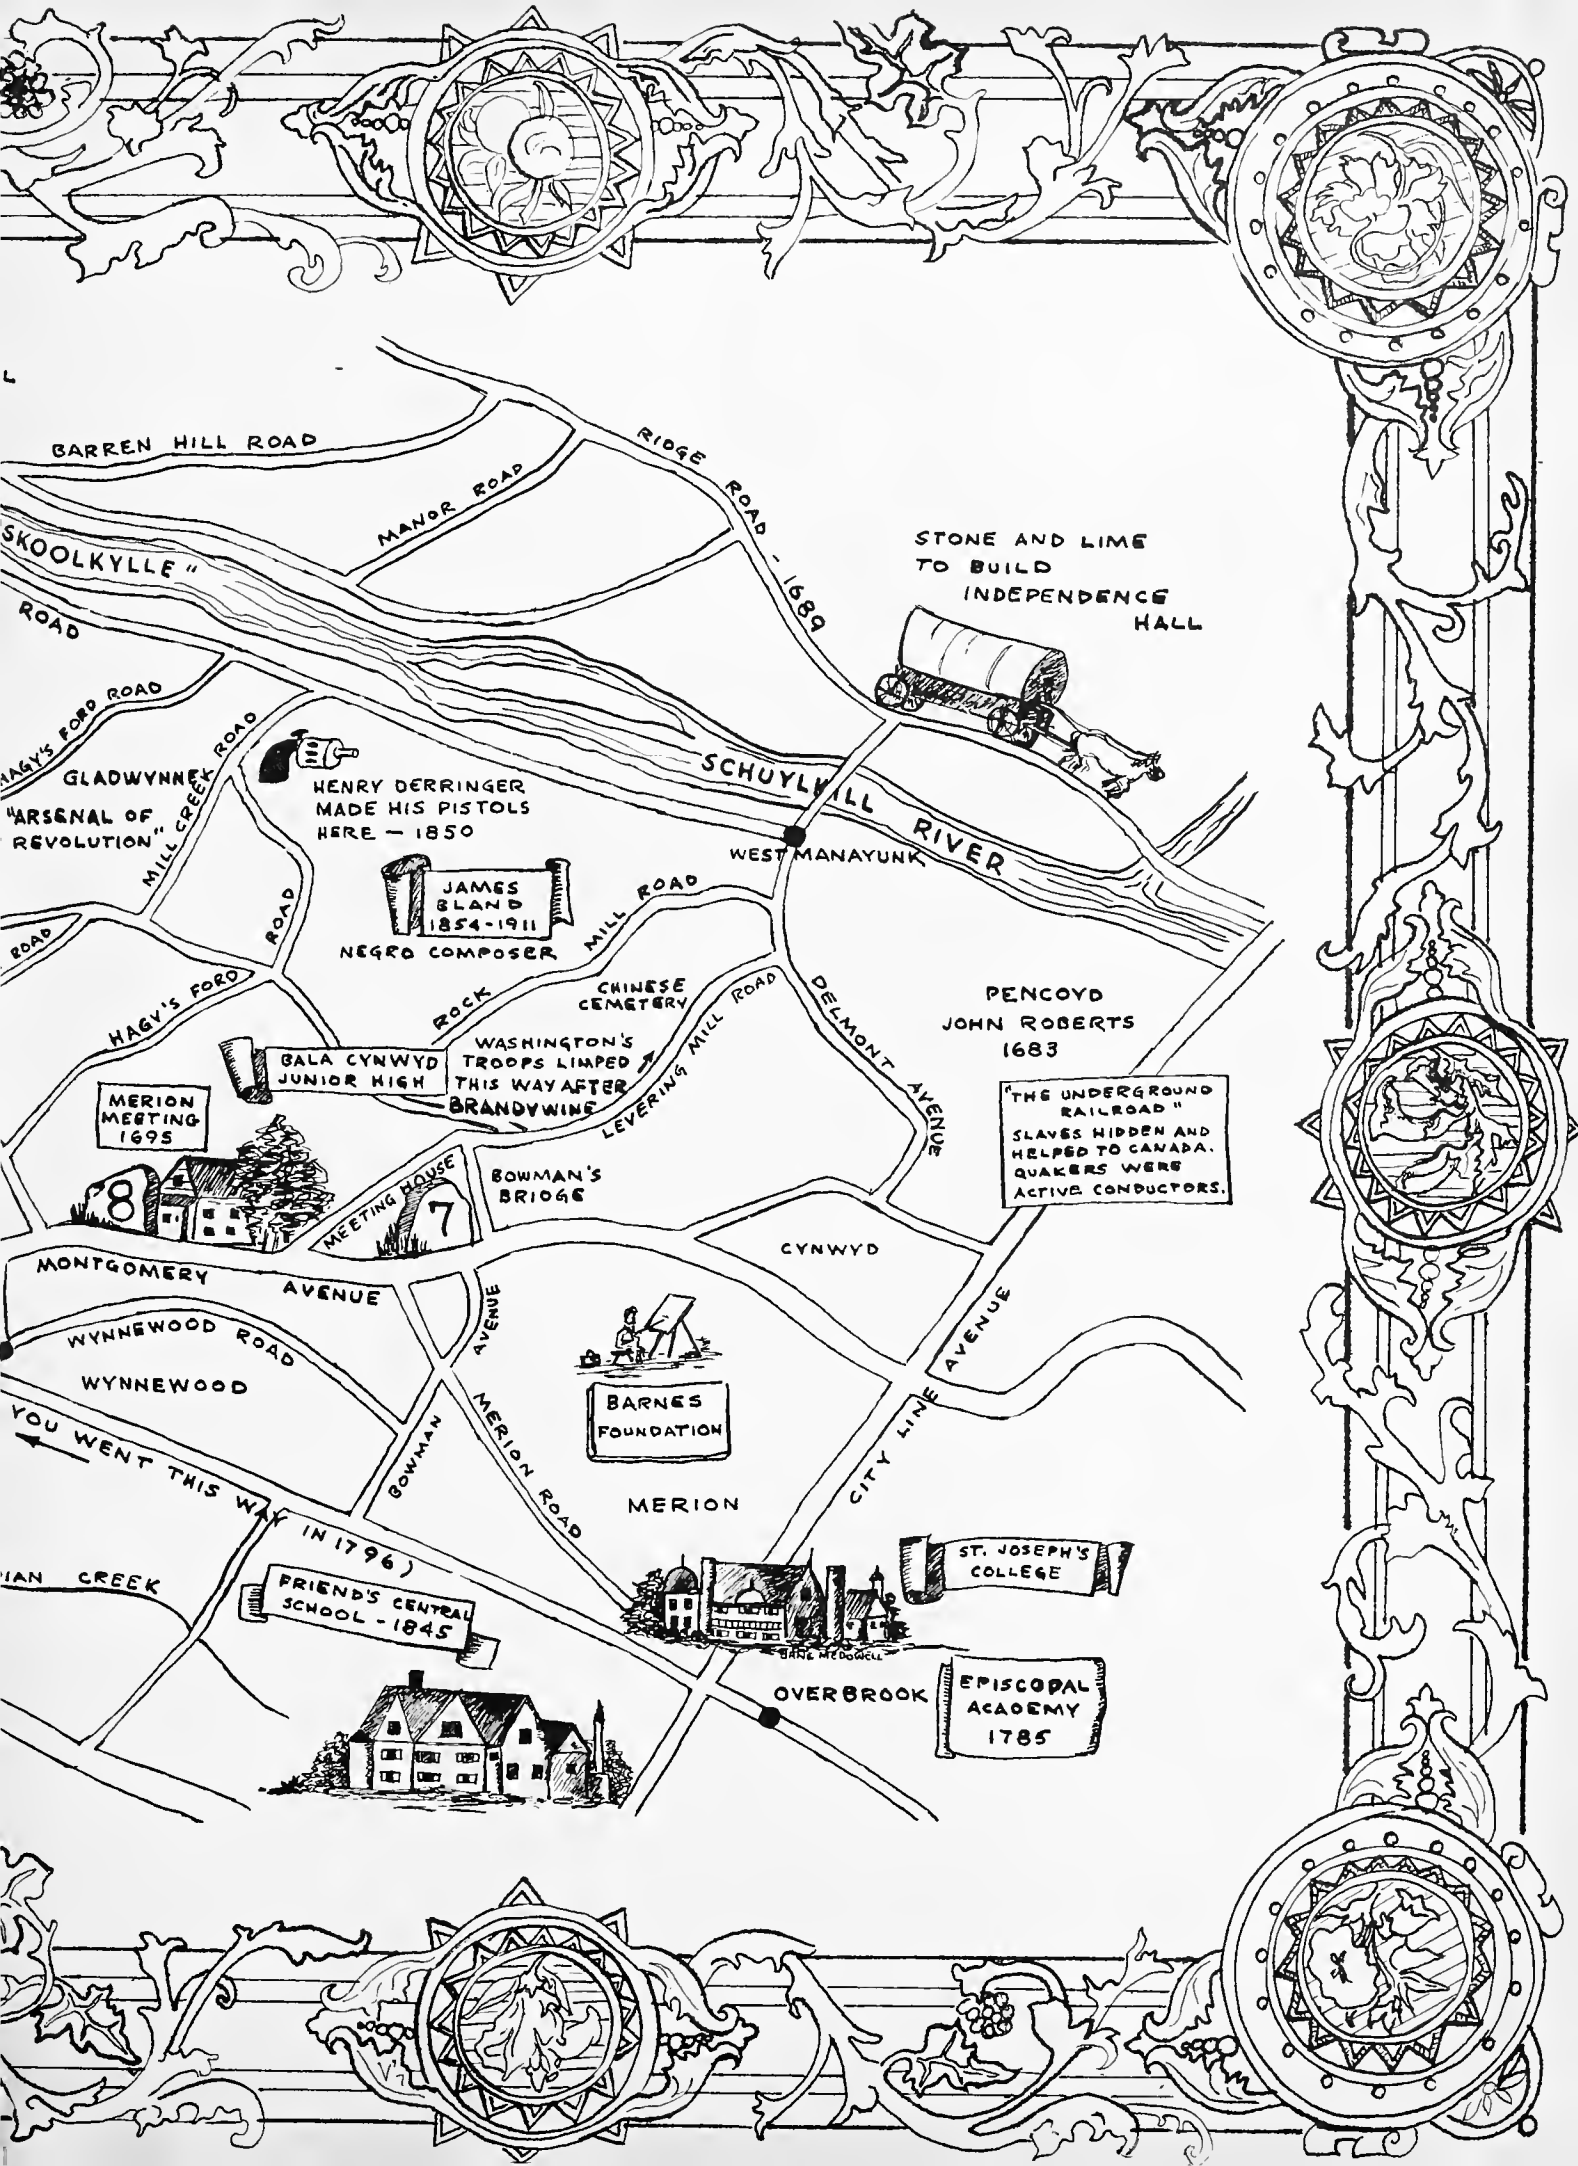 L
BARREN HILL ROAD
MANOR ROAD
RIDGE ROAD - 1689
"SKOOLKYLLE"
ROAD
STONE AND LIME
TO BUILD
INDEPENDENCE
HALL
HAGY'S FORD ROAD
GLADWYNNE
"ARSENAL OF
REVOLUTION"
MILL CREEK ROAD
HENRY DERRINGER
MADE HIS PISTOLS
HERE - 1850
SCHUYLKILL RIVER
WEST MANAYUNK
JAMES
BLAND
1854-1911
NEGRO COMPOSER
ROAD
ROAD
HAGY'S FORD
ROCK MILL ROAD
CHINESE
CEMETERY
WASHINGTON'S
TROOPS LIMPED
THIS WAY AFTER
BRANDYWINE
LEVERING MILL ROAD
DELMONT AVENUE
PENCOYD
JOHN ROBERTS
1683
"THE UNDERGROUND
RAILROAD"
SLAVES HIDDEN AND
HELPED TO CANADA.
QUAKERS WERE
ACTIVE CONDUCTORS.
BALA CYNWYD
JUNIOR HIGH
MERION
MEETING
1695
8
MEETING HOUSE
7
BOWMAN'S
BRIDGE
CYNWYD
MONTGOMERY AVENUE
AVENUE
WYNNEWOOD ROAD
WYNNEWOOD
BARNES
FOUNDATION
MERION
YOU WENT THIS WAY IN 1796)
BOWMAN
MERION ROAD
CITY LINE AVENUE
IAN CREEK
FRIEND'S CENTRAL
SCHOOL - 1845
ST. JOSEPH'S
COLLEGE
JANE McDOWELL
OVERBROOK
EPISCOPAL
ACADEMY
1785